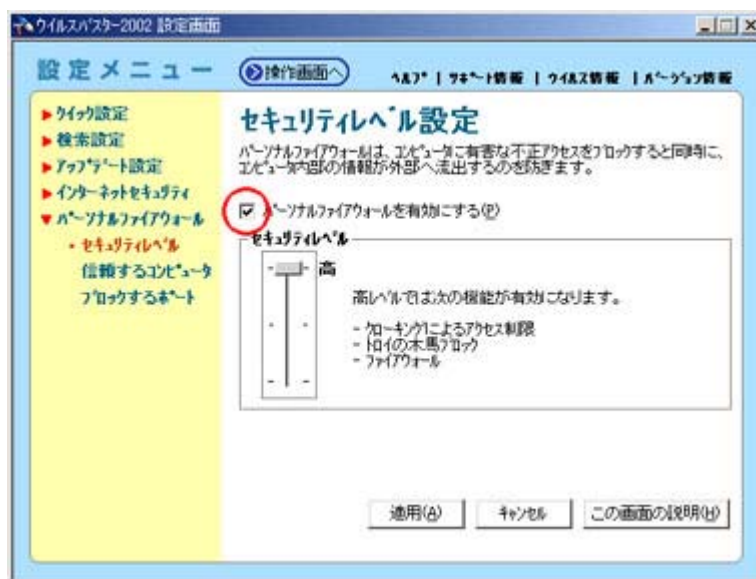 ウイルスバスター2002 設定画面
設定メニュー
操作画面へ
ヘルプ | サポート情報 | ウイルス情報 | バージョン情報
クイック設定
検索設定
アップデート設定
インターネットセキュリティ
パーソナルファイアウォール
・セキュリティレベル
信頼するコンピュータ
ブロックするポート
セキュリティレベル設定
パーソナルファイアウォールは、コンピュータに有害な不正アクセスをブロックすると同時に、
コンピュータ内部の情報が外部へ流出するのを防ぎます。
パーソナルファイアウォールを有効にする(P)
セキュリティレベル
高
高レベルでは次の機能が有効になります。
- クローキングによるアクセス制限
- トロイの木馬ブロック
- ファイアウォール
適用(A)
キャンセル
この画面の説明(H)